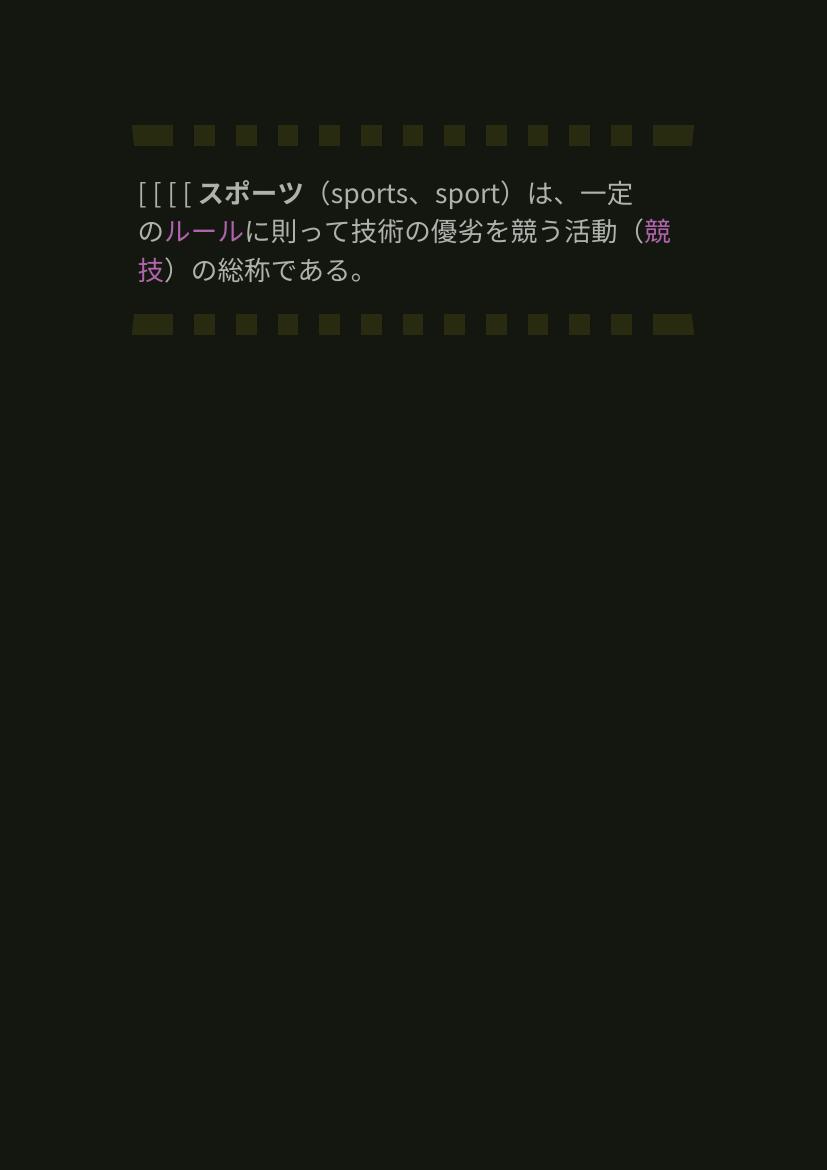 [ [ [ [ スポーツ（sports、sport）は、一定
のルールに則って技術の優劣を競う活動（競
技）の総称である。